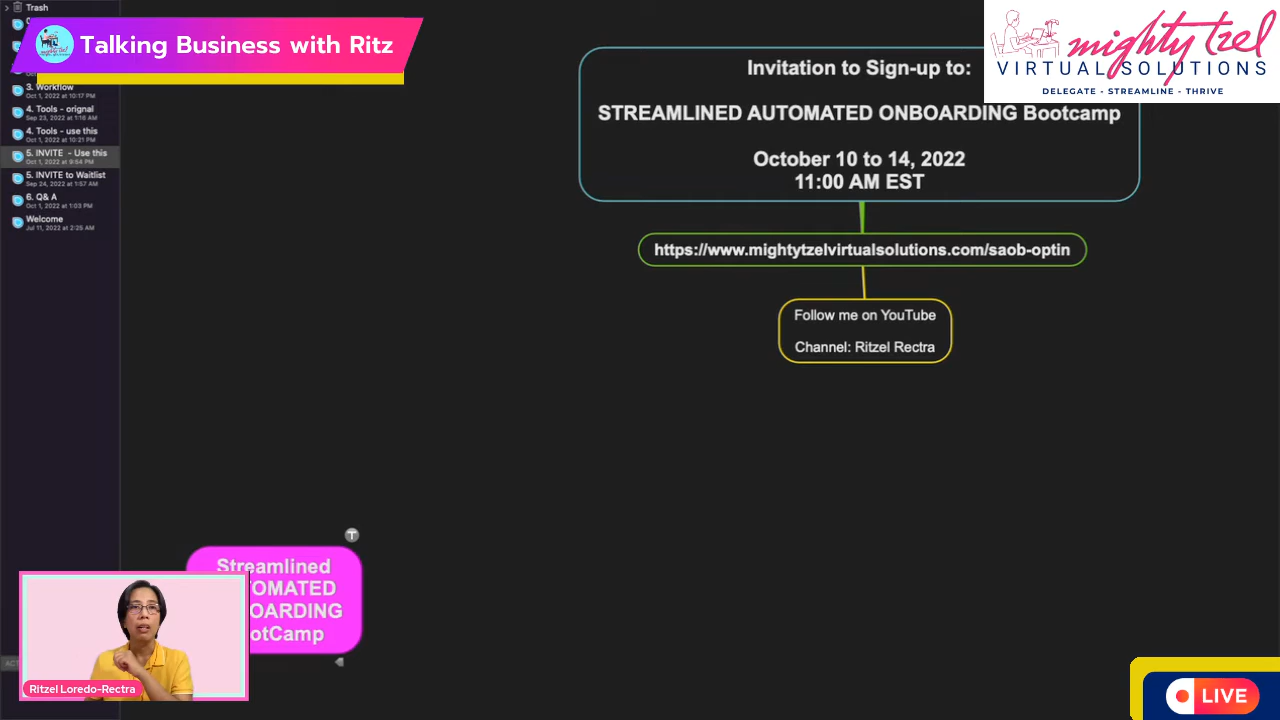 Trash
Talking Business with Ritz
3. Workflow
Oct 1, 2022 at 10:17 PM
4. Tools - orignal
Sep 23, 2022 at 1:16 AM
4. Tools - use this
Oct 1, 2022 at 10:21 PM
5. INVITE - Use this
Oct 1, 2022 at 9:54 PM
5. INVITE to Waitlist
Sep 24, 2022 at 1:57 AM
6. Q& A
Oct 1, 2022 at 1:03 PM
Welcome
Jul 11, 2022 at 2:35 AM
Invitation to Sign-up to:
STREAMLINED AUTOMATED ONBOARDING Bootcamp
October 10 to 14, 2022
11:00 AM EST
https://www.mightytzelvirtualsolutions.com/saob-optin
Follow me on YouTube
Channel: Ritzel Rectra
mighty tzel
VIRTUAL SOLUTIONS
DELEGATE - STREAMLINE - THRIVE
Streamlined
TOMATED
BOARDING
otCamp
Ritzel Loredo-Rectra
LIVE